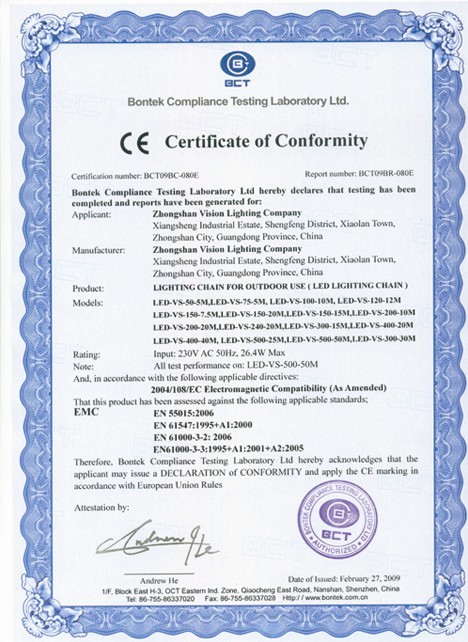 BCT
Bontek Compliance Testing Laboratory Ltd.
CE Certificate of Conformity
Certification number: BCT09BC-080E Report number: BCT09BR-080E
Bontek Compliance Testing Laboratory Ltd hereby declares that testing has been
completed and reports have been generated for:
Applicant: Zhongshan Vision Lighting Company
Xiangsheng Industrial Estate, Shengfeng District, Xiaolan Town,
Zhongshan City, Guangdong Province, China
Manufacturer: Zhongshan Vision Lighting Company
Xiangsheng Industrial Estate, Shengfeng District, Xiaolan Town,
Zhongshan City, Guangdong Province, China
Product: LIGHTING CHAIN FOR OUTDOOR USE ( LED LIGHTING CHAIN )
Models: LED-VS-50-5M,LED-VS-75-5M, LED-VS-100-10M, LED-VS-120-12M
LED-VS-150-7.5M,LED-VS-150-20M,LED-VS-150-15M,LED-VS-200-10M
LED-VS-200-20M,LED-VS-240-20M,LED-VS-300-15M,LED-VS-400-20M
LED-VS-400-40M, LED-VS-500-25M,LED-VS-500-50M,LED-VS-300-30M
Rating: Input: 230V AC 50Hz, 26.4W Max
Note: All test performance on: LED-VS-500-50M
And, in accordance with the following applicable directives:
2004/108/EC Electromagnetic Compatibility (As Amended)
That this product has been assessed against the following applicable standards;
EMC EN 55015:2006
EN 61547:1995+A1:2000
EN 61000-3-2: 2006
EN61000-3-3:1995+A1:2001+A2:2005
Therefore, Bontek Compliance Testing Laboratory Ltd hereby acknowledges that the
applicant may issue a DECLARATION of CONFORMITY and apply the CE marking in
accordance with European Union Rules
Attestation by:
Andrew He
BONTEK COMPLIANCE TESTING LABORATORY LTD
BCT
AUTHORIZED
Andrew He Date of Issued: February 27, 2009
1/F, Block East H-3, OCT Eastern Ind. Zone, Qiaocheng East Road, Nanshan, Shenzhen, China
Tel: 86-755-86337020 Fax: 86-755-86337028 Http://www.bontek.com.cn